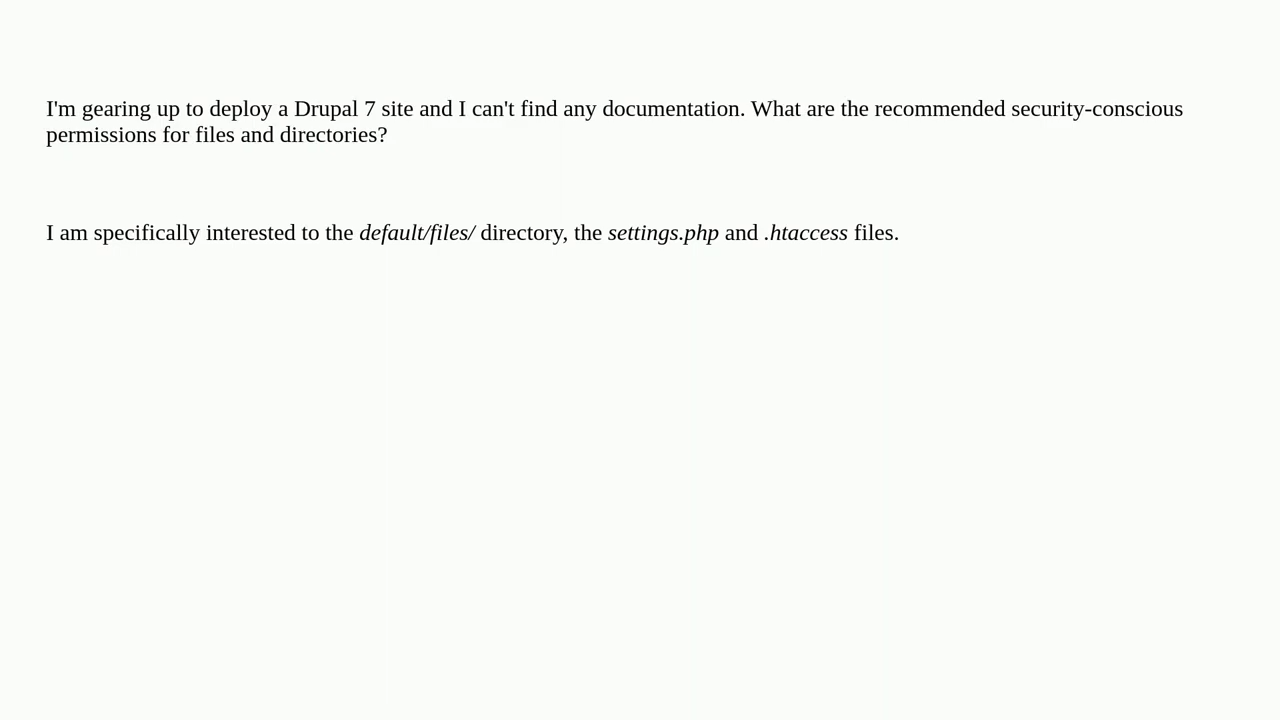 I'm gearing up to deploy a Drupal 7 site and I can't find any documentation. What are the recommended security-conscious
permissions for files and directories?
I am specifically interested to the default/files/ directory, the settings.php and .htaccess files.